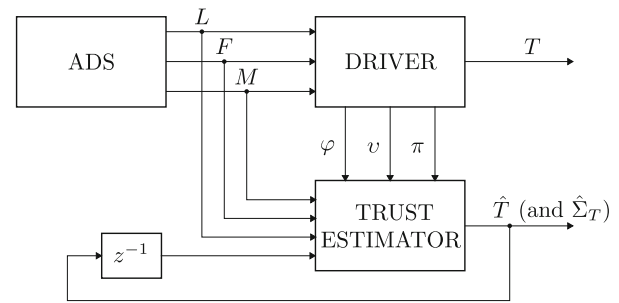 L
F
M
ADS
DRIVER
T
φ υ π
TRUST
ESTIMATOR
T̂ (and Σ̂_T)
z⁻¹